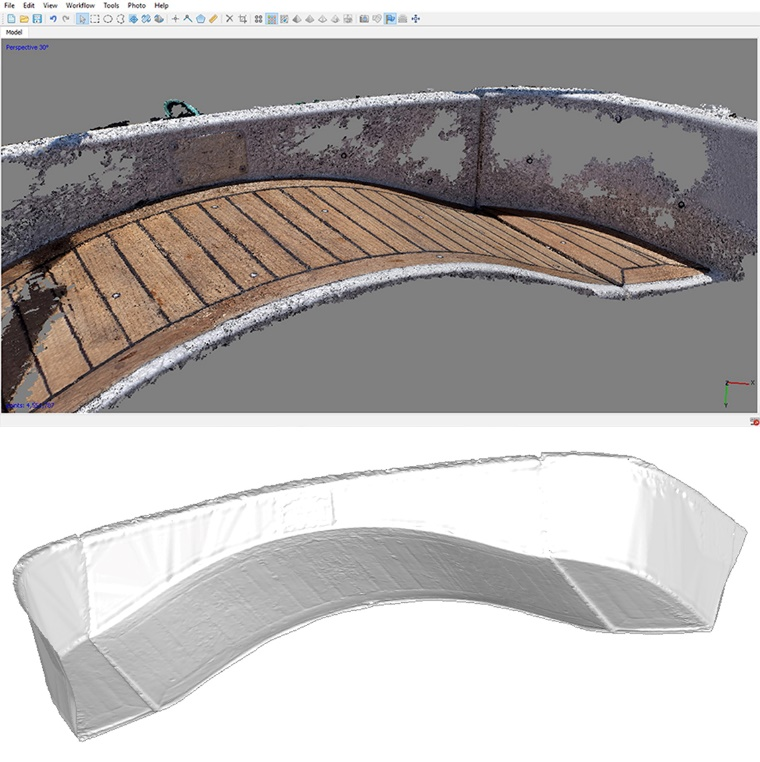 File Edit View Workflow Tools Photo Help
Model
Perspective 30°
X
Y